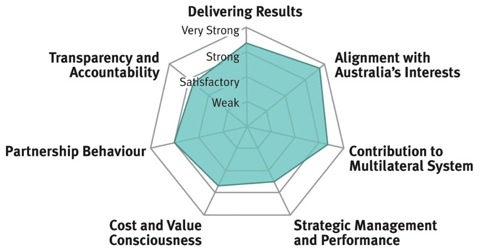 Delivering Results
Very Strong
Strong
Satisfactory
Weak
Transparency and
Accountability
Alignment with
Australia's Interests
Partnership Behaviour
Contribution to
Multilateral System
Cost and Value
Consciousness
Strategic Management
and Performance